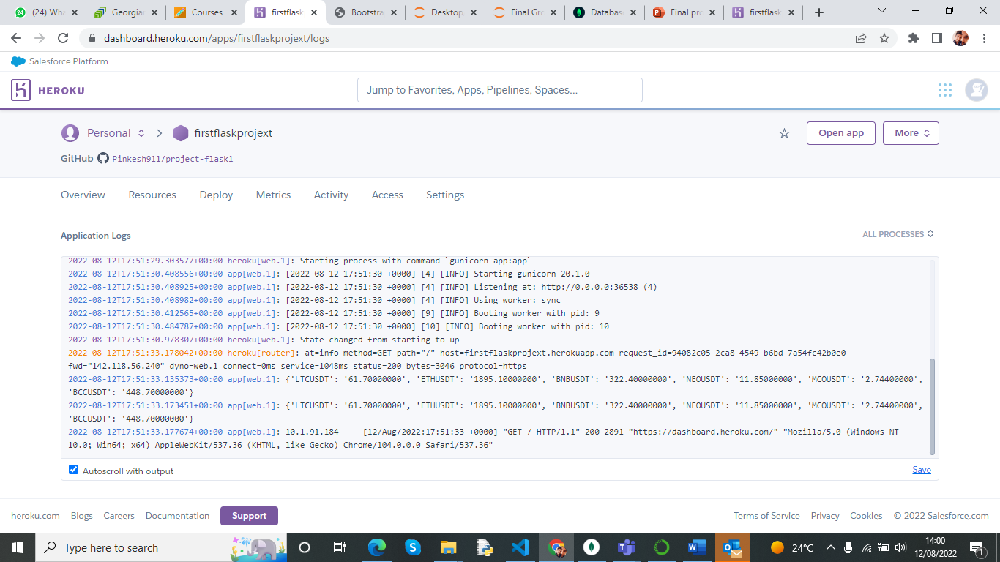 (24) Wha
Georgian
Courses
firstflask
Bootstra
Desktop
Final Gro
Database
Final pro
firstflask
dashboard.heroku.com/apps/firstflaskprojext/logs
Salesforce Platform
HEROKU
Jump to Favorites, Apps, Pipelines, Spaces...
Personal
firstflaskprojext
Open app
More
GitHub Pinkesh911/project-flask1
Overview
Resources
Deploy
Metrics
Activity
Access
Settings
Application Logs
ALL PROCESSES
2022-08-12T17:51:29.303577+00:00 heroku[web.1]: Starting process with command `gunicorn app:app`
2022-08-12T17:51:30.408556+00:00 app[web.1]: [2022-08-12 17:51:30 +0000] [4] [INFO] Starting gunicorn 20.1.0
2022-08-12T17:51:30.408925+00:00 app[web.1]: [2022-08-12 17:51:30 +0000] [4] [INFO] Listening at: http://0.0.0.0:36538 (4)
2022-08-12T17:51:30.408982+00:00 app[web.1]: [2022-08-12 17:51:30 +0000] [4] [INFO] Using worker: sync
2022-08-12T17:51:30.412565+00:00 app[web.1]: [2022-08-12 17:51:30 +0000] [9] [INFO] Booting worker with pid: 9
2022-08-12T17:51:30.484787+00:00 app[web.1]: [2022-08-12 17:51:30 +0000] [10] [INFO] Booting worker with pid: 10
2022-08-12T17:51:30.978307+00:00 heroku[web.1]: State changed from starting to up
2022-08-12T17:51:33.178042+00:00 heroku[router]: at=info method=GET path="/" host=firstflaskprojext.herokuapp.com request_id=94082c05-2ca8-4549-b6bd-7a54fc42b0e0
fwd="142.118.56.240" dyno=web.1 connect=0ms service=1048ms status=200 bytes=3046 protocol=https
2022-08-12T17:51:33.135373+00:00 app[web.1]: {'LTCUSDT': '61.70000000', 'ETHUSDT': '1895.10000000', 'BNBUSDT': '322.40000000', 'NEOUSDT': '11.85000000', 'MCOUSDT': '2.74400000',
'BCCUSDT': '448.70000000'}
2022-08-12T17:51:33.173451+00:00 app[web.1]: {'LTCUSDT': '61.70000000', 'ETHUSDT': '1895.10000000', 'BNBUSDT': '322.40000000', 'NEOUSDT': '11.85000000', 'MCOUSDT': '2.74400000',
'BCCUSDT': '448.70000000'}
2022-08-12T17:51:33.177674+00:00 app[web.1]: 10.1.91.184 - - [12/Aug/2022:17:51:33 +0000] "GET / HTTP/1.1" 200 2891 "https://dashboard.heroku.com/" "Mozilla/5.0 (Windows NT
10.0; Win64; x64) AppleWebKit/537.36 (KHTML, like Gecko) Chrome/104.0.0.0 Safari/537.36"
Autoscroll with output
Save
heroku.com
Blogs
Careers
Documentation
Support
Terms of Service
Privacy
Cookies
© 2022 Salesforce.com
Type here to search
24°C
14:00
12/08/2022
1